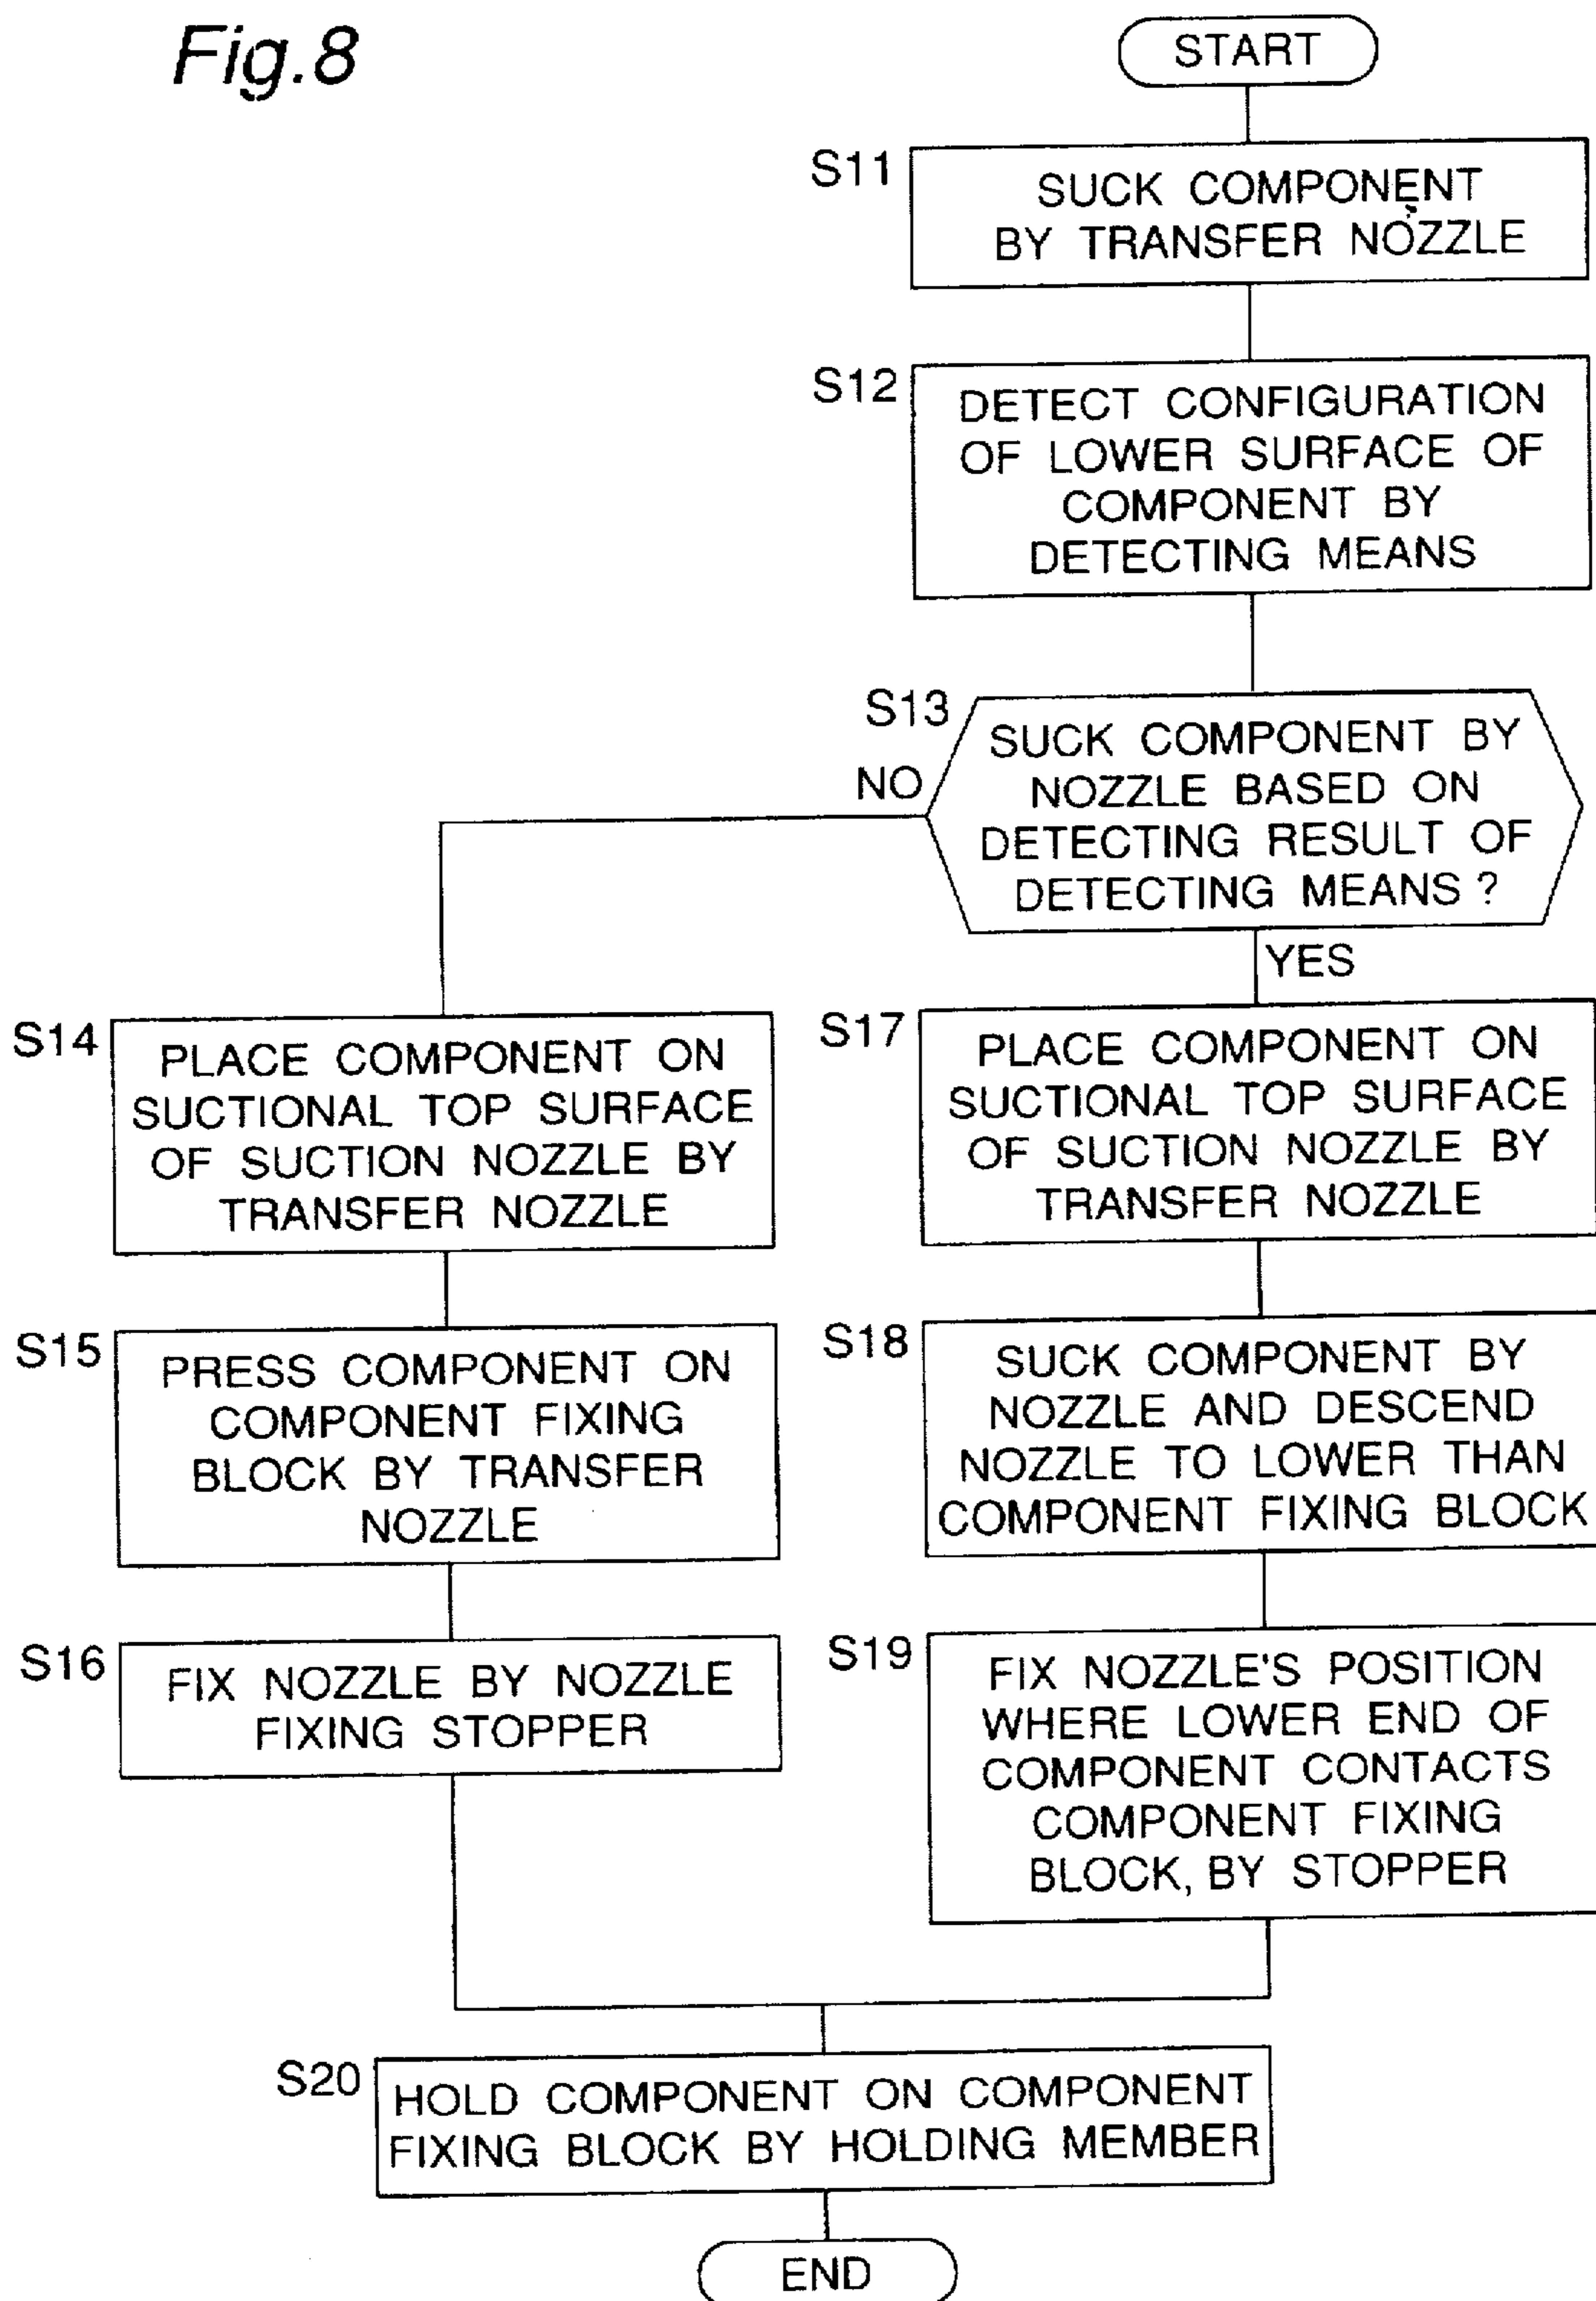 Fig.8
START
S11
SUCK COMPONENT
BY TRANSFER NOZZLE
S12
DETECT CONFIGURATION
OF LOWER SURFACE OF
COMPONENT BY
DETECTING MEANS
S13
SUCK COMPONENT BY
NOZZLE BASED ON
DETECTING RESULT OF
DETECTING MEANS ?
NO
YES
S14
PLACE COMPONENT ON
SUCTIONAL TOP SURFACE
OF SUCTION NOZZLE BY
TRANSFER NOZZLE
S15
PRESS COMPONENT ON
COMPONENT FIXING
BLOCK BY TRANSFER
NOZZLE
S16
FIX NOZZLE BY NOZZLE
FIXING STOPPER
S17
PLACE COMPONENT ON
SUCTIONAL TOP SURFACE
OF SUCTION NOZZLE BY
TRANSFER NOZZLE
S18
SUCK COMPONENT BY
NOZZLE AND DESCEND
NOZZLE TO LOWER THAN
COMPONENT FIXING BLOCK
S19
FIX NOZZLE'S POSITION
WHERE LOWER END OF
COMPONENT CONTACTS
COMPONENT FIXING
BLOCK, BY STOPPER
S20
HOLD COMPONENT ON COMPONENT
FIXING BLOCK BY HOLDING MEMBER
END